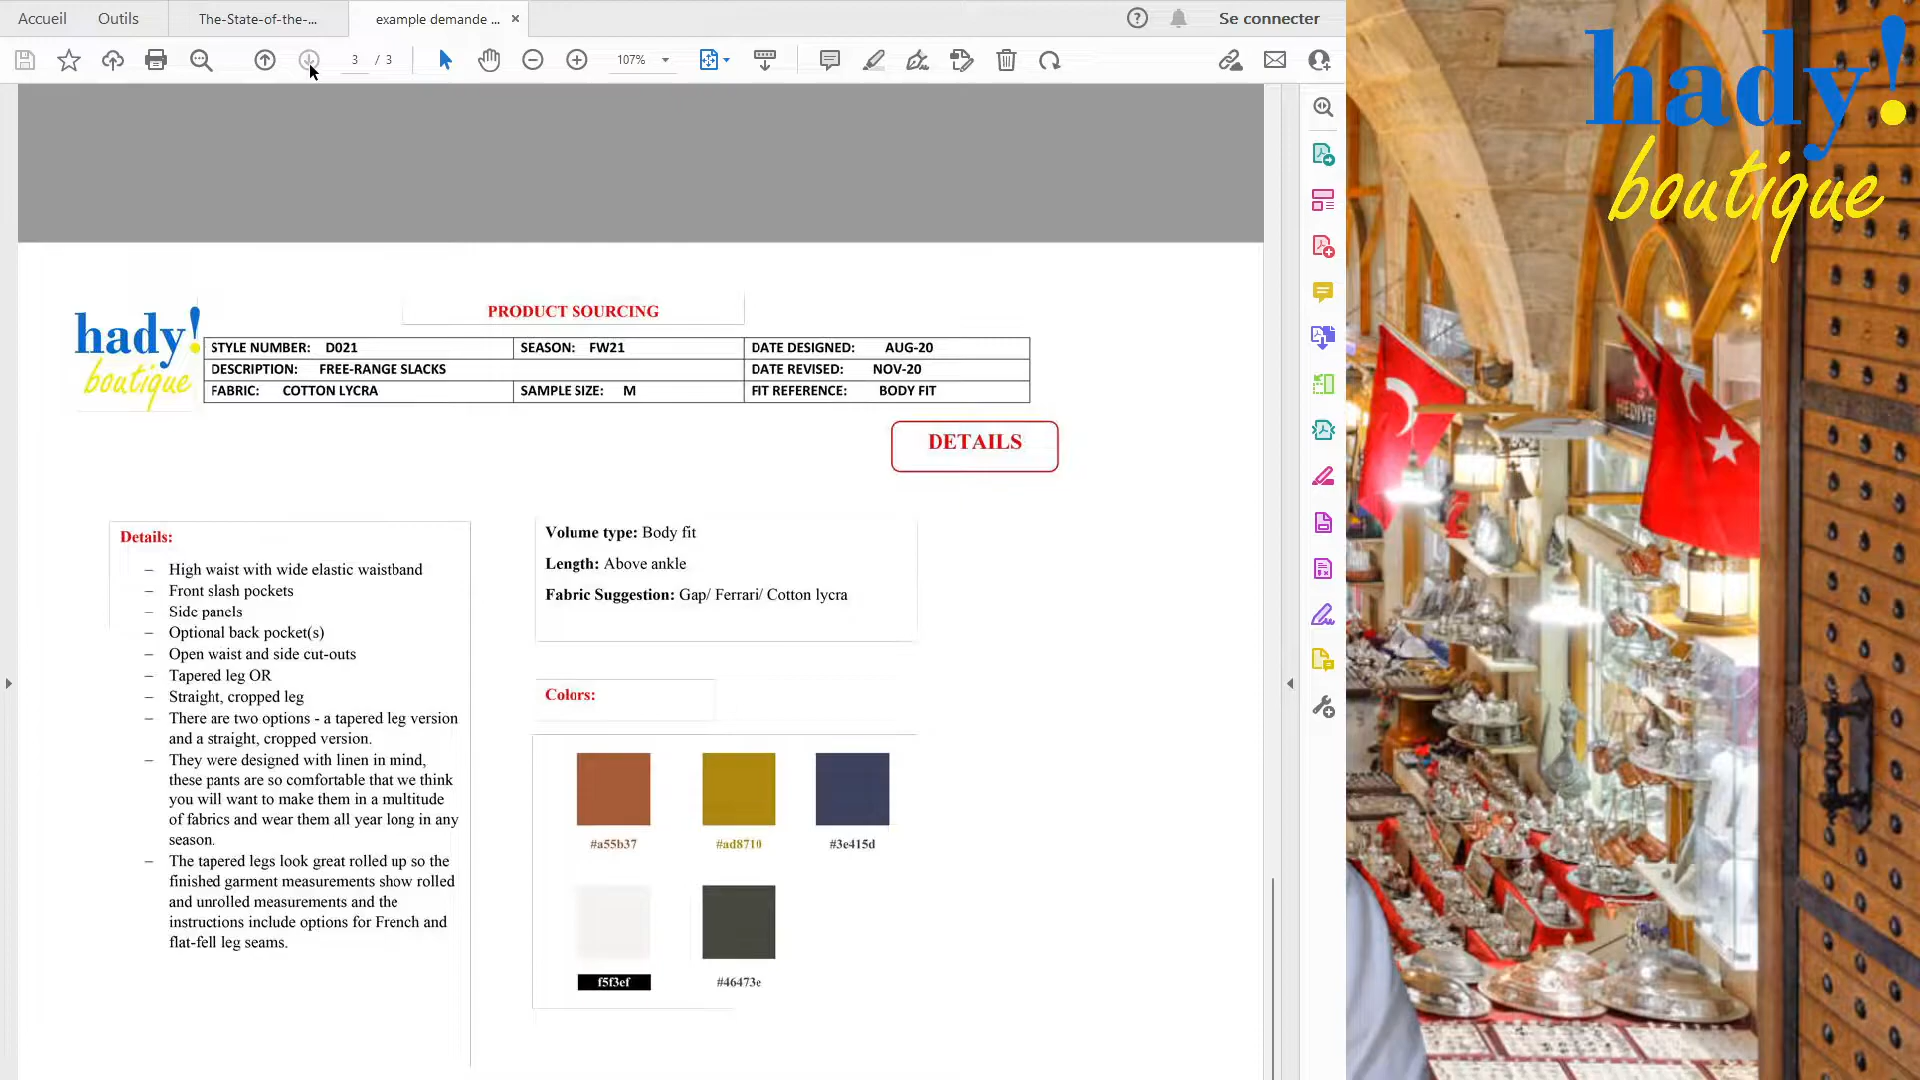 Accueil
Outils
The-State-of-the-...
example demande ...
Se connecter
3 / 3
107%
hady!
boutique
PRODUCT SOURCING
hady!
boutique
STYLE NUMBER: D021 SEASON: FW21 DATE DESIGNED: AUG-20
DESCRIPTION: FREE-RANGE SLACKS DATE REVISED: NOV-20
FABRIC: COTTON LYCRA SAMPLE SIZE: M FIT REFERENCE: BODY FIT
DETAILS
Details:
– High waist with wide elastic waistband
– Front slash pockets
– Side panels
– Optional back pocket(s)
– Open waist and side cut-outs
– Tapered leg OR
– Straight, cropped leg
– There are two options - a tapered leg version
and a straight, cropped version.
– They were designed with linen in mind,
these pants are so comfortable that we think
you will want to make them in a multitude
of fabrics and wear them all year long in any
season.
– The tapered legs look great rolled up so the
finished garment measurements show rolled
and unrolled measurements and the
instructions include options for French and
flat-fell leg seams.
Volume type: Body fit
Length: Above ankle
Fabric Suggestion: Gap/ Ferrari/ Cotton lycra
Colors:
#a55b37
#ad8710
#3e415d
f5f3ef
#46473e